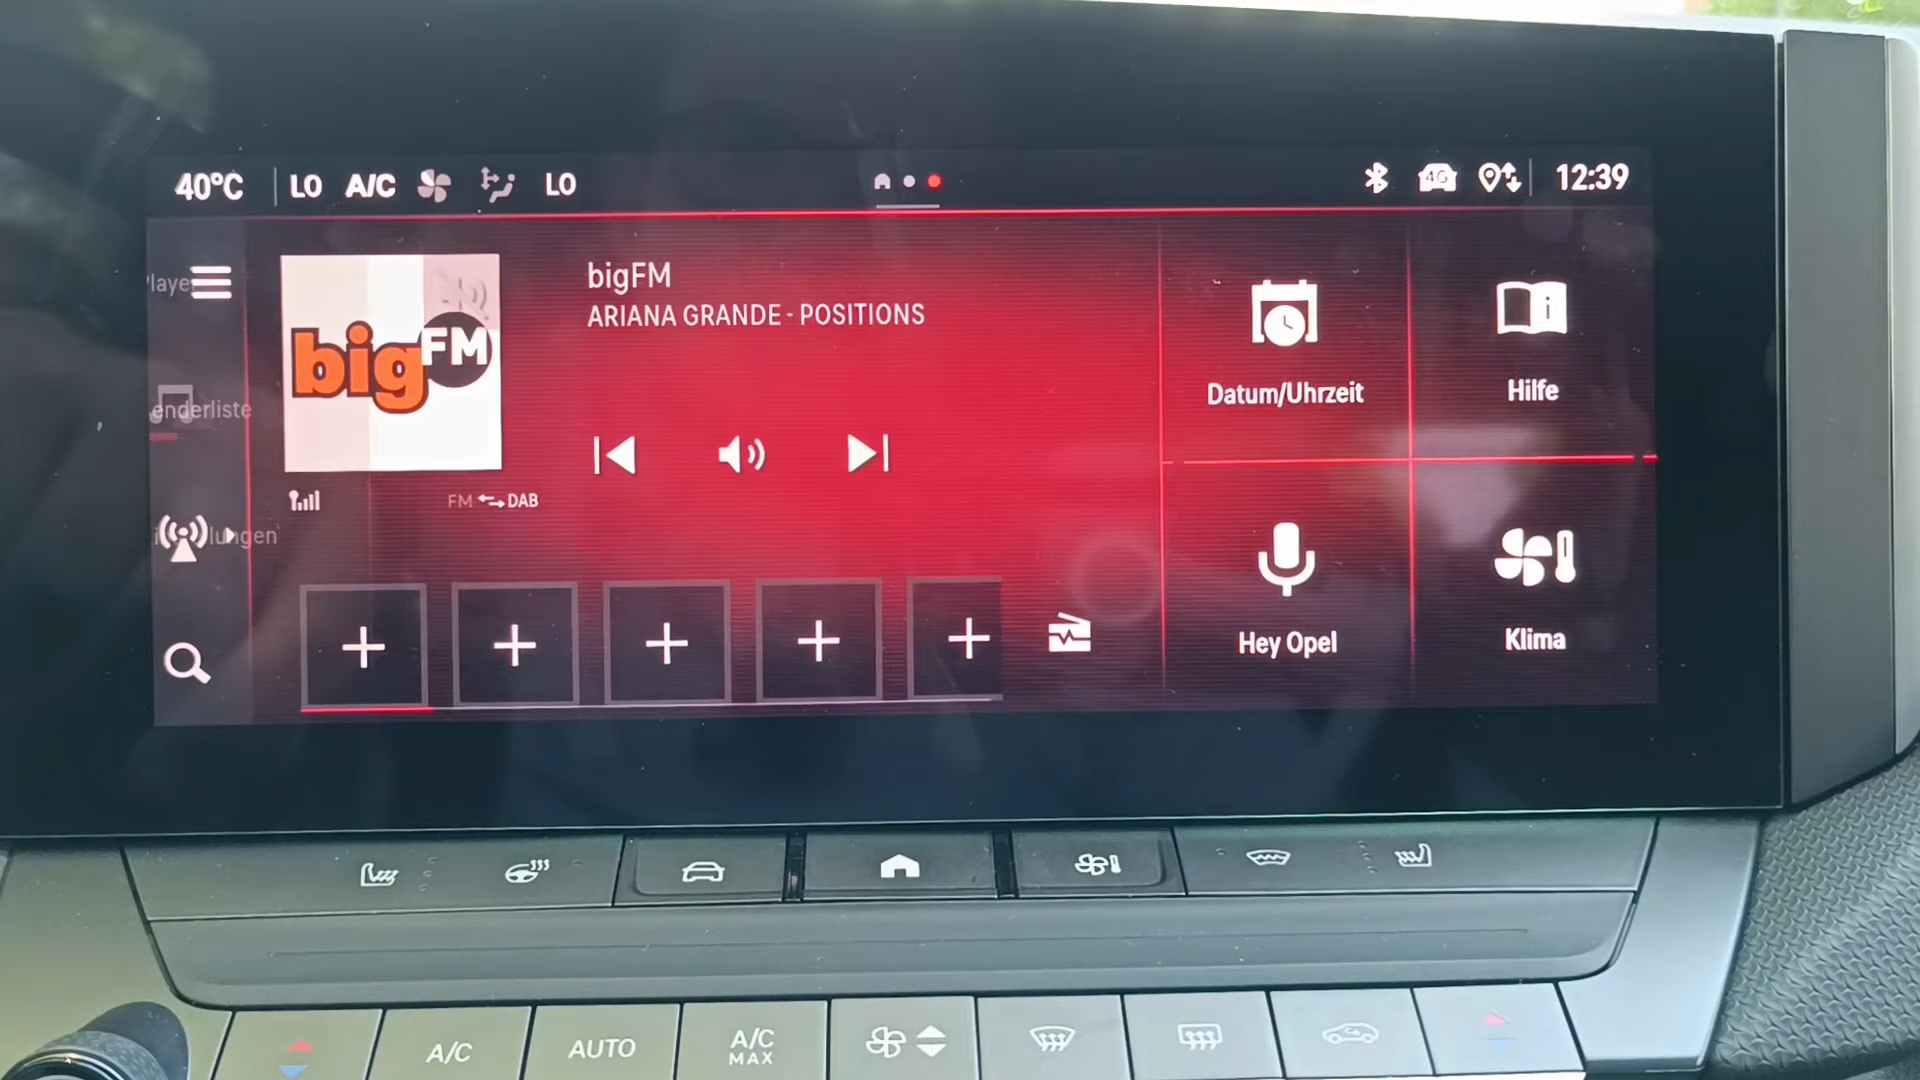 40°C LO A/C LO
4G
12:39
bigFM
bigFM
ARIANA GRANDE - POSITIONS
enderliste
FM DAB
Datum/Uhrzeit
Hilfe
Hey Opel
Klima
A/C
AUTO
A/C
MAX